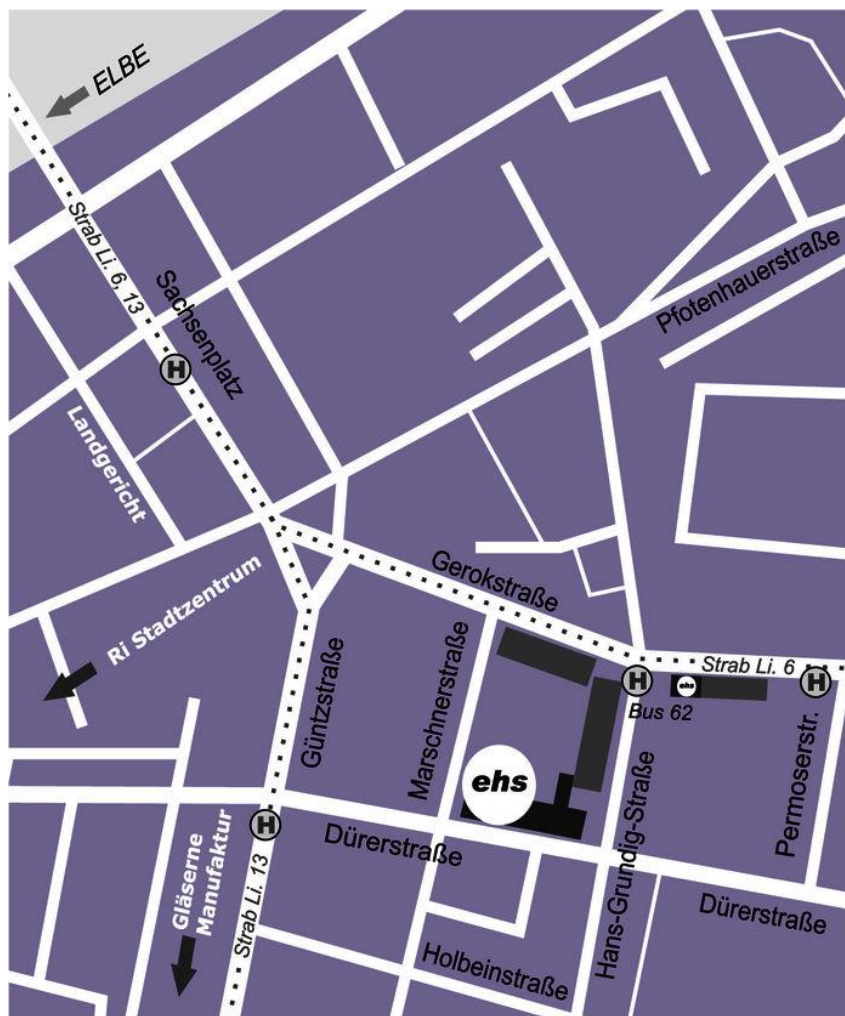 ELBE
Strab Li. 6, 13
Sachsenplatz
H
Pfotenhauerstraße
Landgericht
Ri Stadtzentrum
Gerokstraße
Strab Li. 6
H
ehs
H
Bus 62
Güntzstraße
Marschnerstraße
ehs
Hans-Grundig-Straße
Permoserstr.
H
Dürerstraße
Gläserne
Manufaktur
Strab Li. 13
Dürerstraße
Holbeinstraße